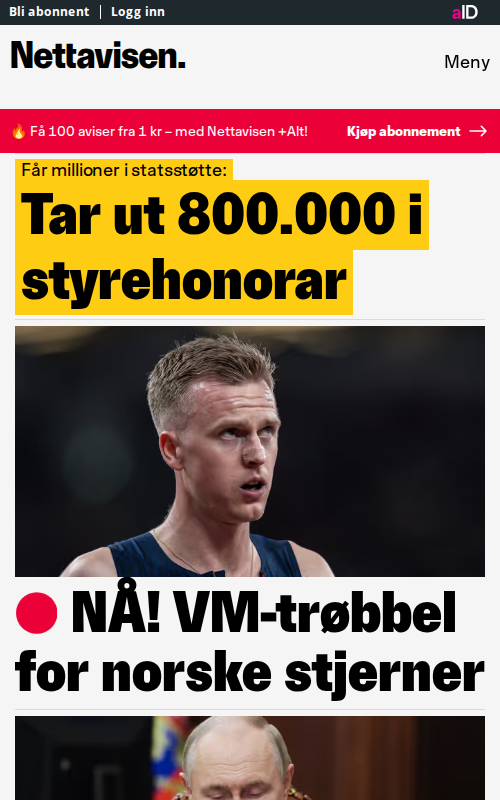 Bli abonnent | Logg inn
aID
Nettavisen.
Meny
🔥 Få 100 aviser fra 1 kr – med Nettavisen +Alt!
Kjøp abonnement →
Får millioner i statsstøtte:
Tar ut 800.000 i
styrehonorar
NÅ! VM-trøbbel
for norske stjerner